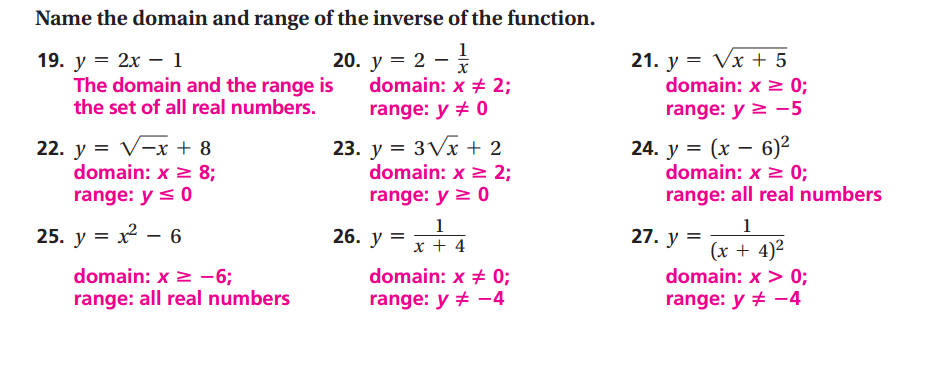 Name the domain and range of the inverse of the function.
19. y = 2x − 1
The domain and the range is
the set of all real numbers.
20. y = 2 − 1/x
domain: x ≠ 2;
range: y ≠ 0
21. y = √(x + 5)
domain: x ≥ 0;
range: y ≥ −5
22. y = √(−x) + 8
domain: x ≥ 8;
range: y ≤ 0
23. y = 3√x + 2
domain: x ≥ 2;
range: y ≥ 0
24. y = (x − 6)²
domain: x ≥ 0;
range: all real numbers
25. y = x² − 6
domain: x ≥ −6;
range: all real numbers
26. y = 1/(x + 4)
domain: x ≠ 0;
range: y ≠ −4
27. y = 1/(x + 4)²
domain: x > 0;
range: y ≠ −4